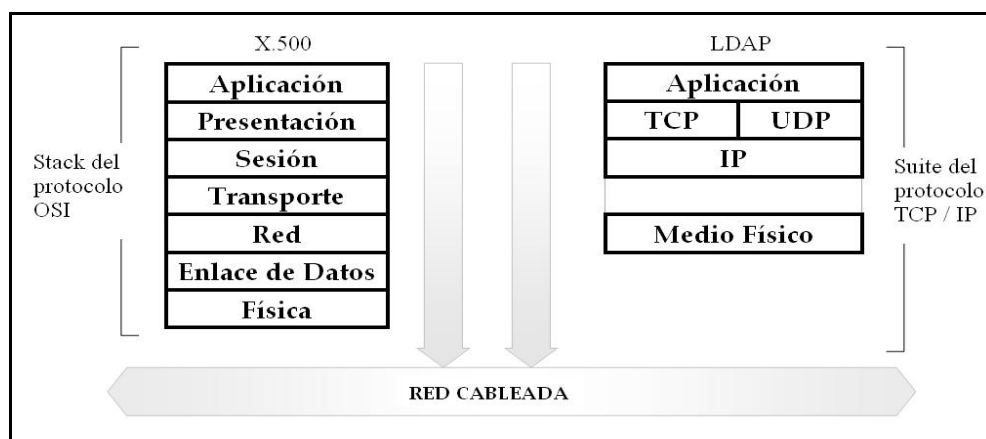 X.500
LDAP
Stack del
protocolo
OSI
Aplicación
Presentación
Sesión
Transporte
Red
Enlace de Datos
Física
Aplicación
TCP
UDP
IP
Medio Físico
Suite del
protocolo
TCP / IP
RED CABLEADA